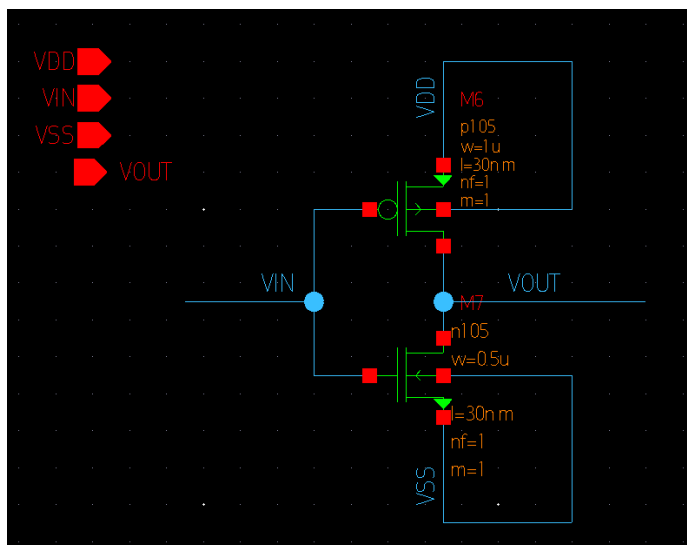 VDD
VIN
VSS
VOUT
VDD
M6
p105
w=1u
l=30nm
nf=1
m=1
VIN
VOUT
M7
n105
w=0.5u
l=30nm
nf=1
m=1
VSS